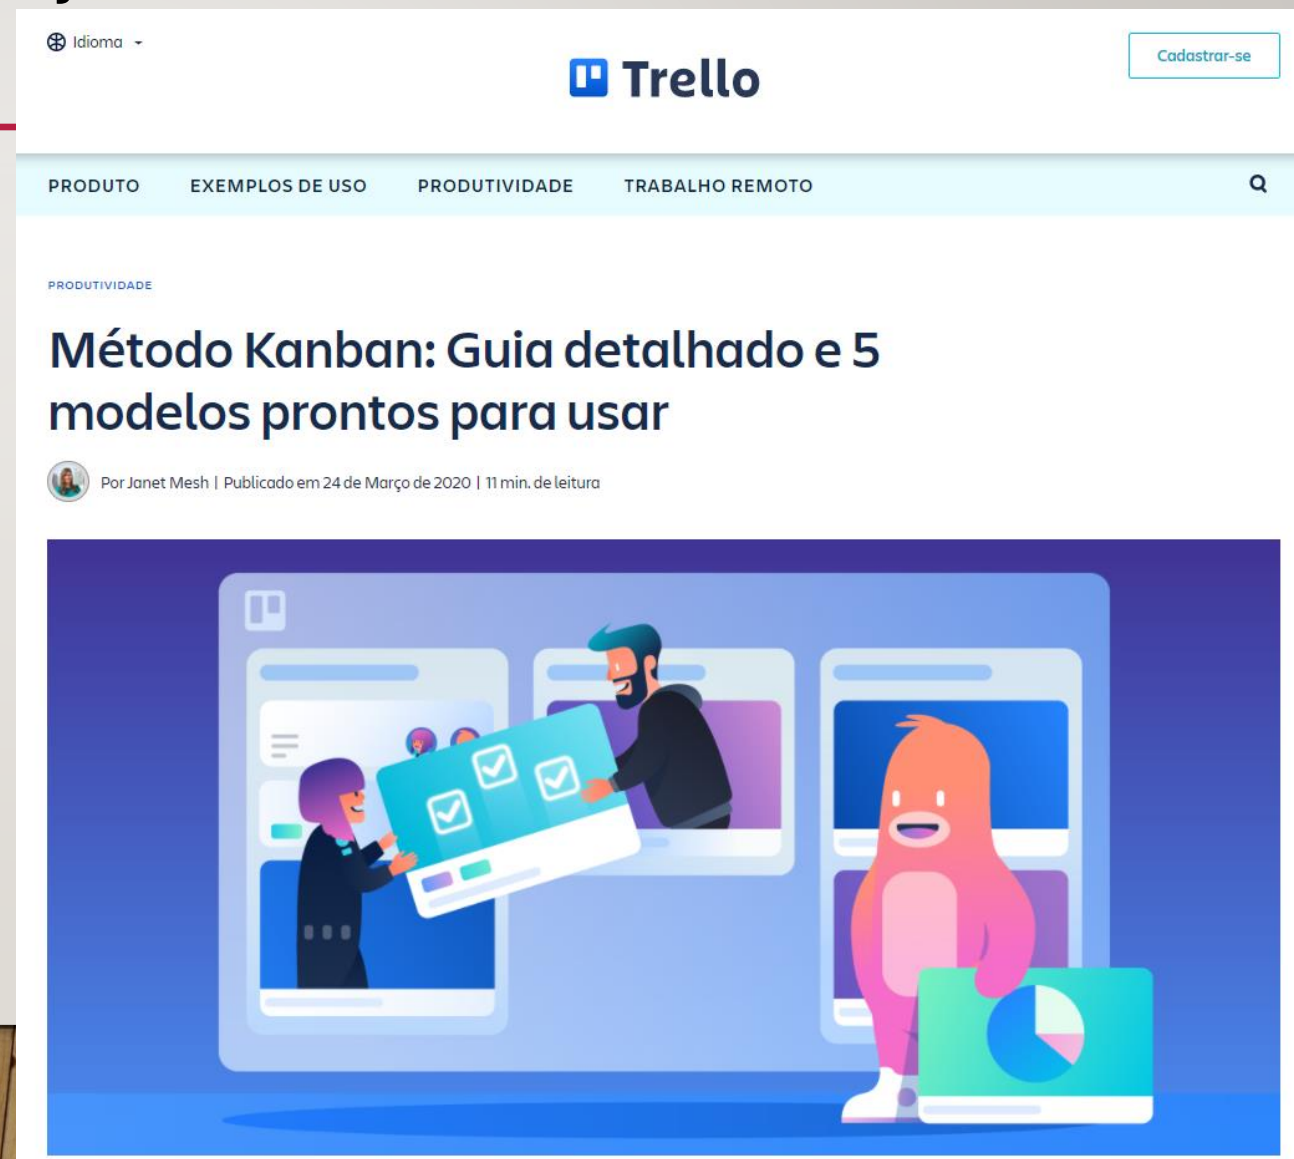 Idioma
Trello
Cadastrar-se
PRODUTO EXEMPLOS DE USO PRODUTIVIDADE TRABALHO REMOTO
PRODUTIVIDADE
Método Kanban: Guia detalhado e 5
modelos prontos para usar
Por Janet Mesh | Publicado em 24 de Março de 2020 | 11 min. de leitura